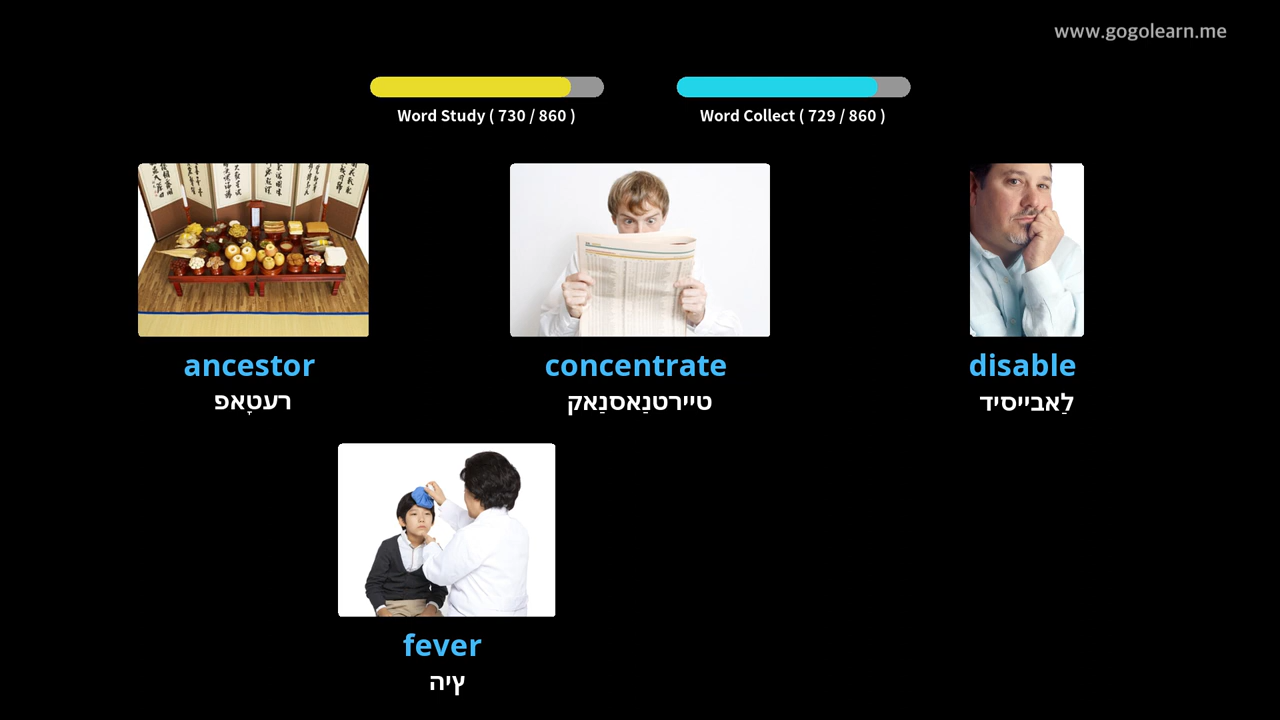 www.gogolearn.me
Word Study ( 730 / 860 )
Word Collect ( 729 / 860 )
ancestor
רעטָאפ
concentrate
טיירטנַאסנַאק
disable
לַאבייסיד
fever
ץיה